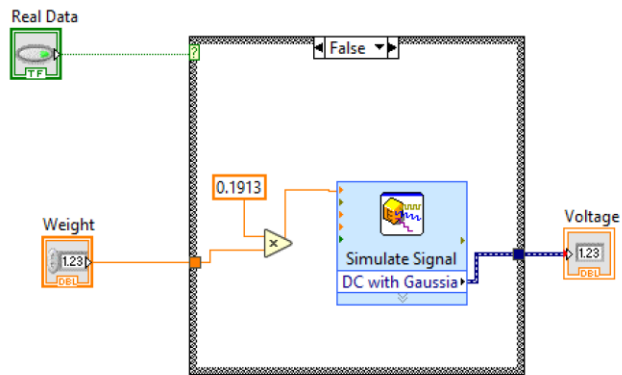 Real Data
TF
?
False
0.1913
Weight
1.23
DBL
×
Simulate Signal
DC with Gaussia
Voltage
1.23
DBL